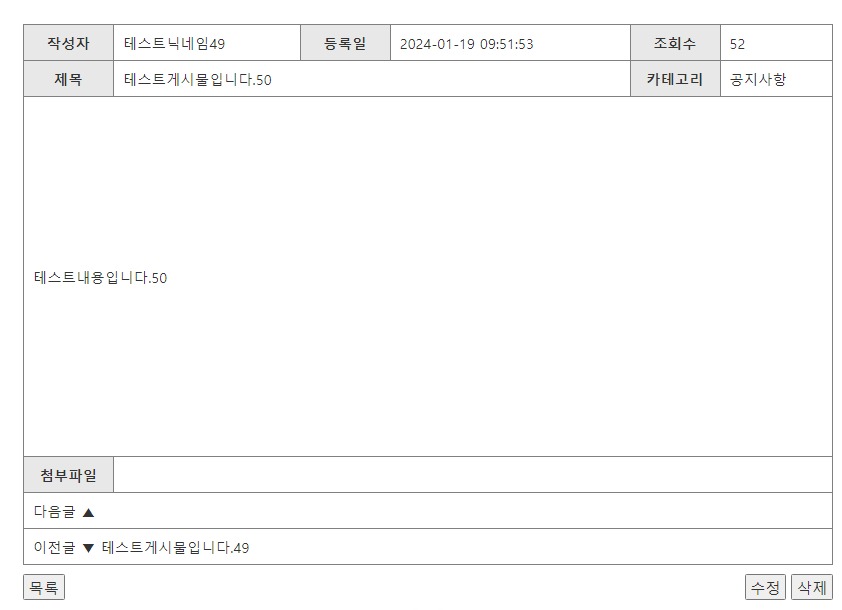 작성자 테스트닉네임49 등록일 2024-01-19 09:51:53 조회수 52
제목 테스트게시물입니다.50 카테고리 공지사항
테스트내용입니다.50
첨부파일
다음글 ▲
이전글 ▼ 테스트게시물입니다.49
목록 수정 삭제